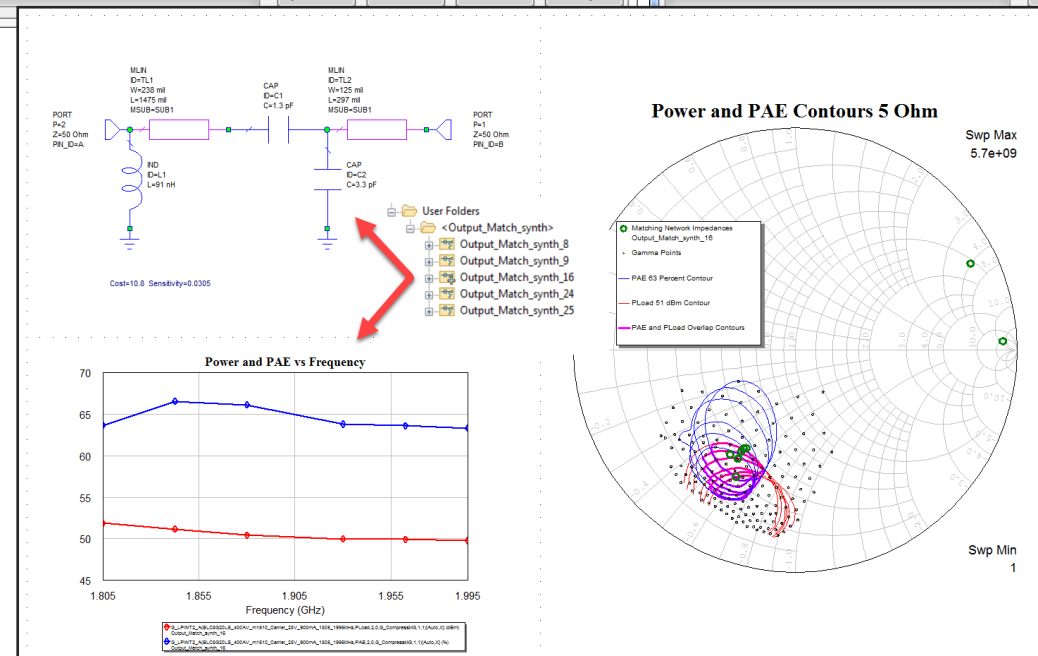 MLIN
ID=TL1
W=238 mil
L=1475 mil
MSUB=SUB1
CAP
ID=C1
C=1.3 pF
MLIN
ID=TL2
W=125 mil
L=297 mil
MSUB=SUB1
PORT
P=2
Z=50 Ohm
PIN_ID=A
PORT
P=1
Z=50 Ohm
PIN_ID=B
IND
ID=L1
L=91 nH
CAP
ID=C2
C=3.3 pF
Cost=10.8 Sensitivity=0.0305
User Folders
<Output_Match_synth>
Output_Match_synth_8
Output_Match_synth_9
Output_Match_synth_16
Output_Match_synth_24
Output_Match_synth_25
Power and PAE vs Frequency
70
65
60
55
50
45
1.805
1.855
1.905
1.955
1.995
Frequency (GHz)
Output_Match_synth_16
Output_Match_synth_16
Power and PAE Contours 5 Ohm
Swp Max
5.7e+09
Matching Network Impedances
Output_Match_synth_16
Gamma Points
PAE 63 Percent Contour
PLoad 51 dBm Contour
PAE and PLoad Overlap Contours
Swp Min
1